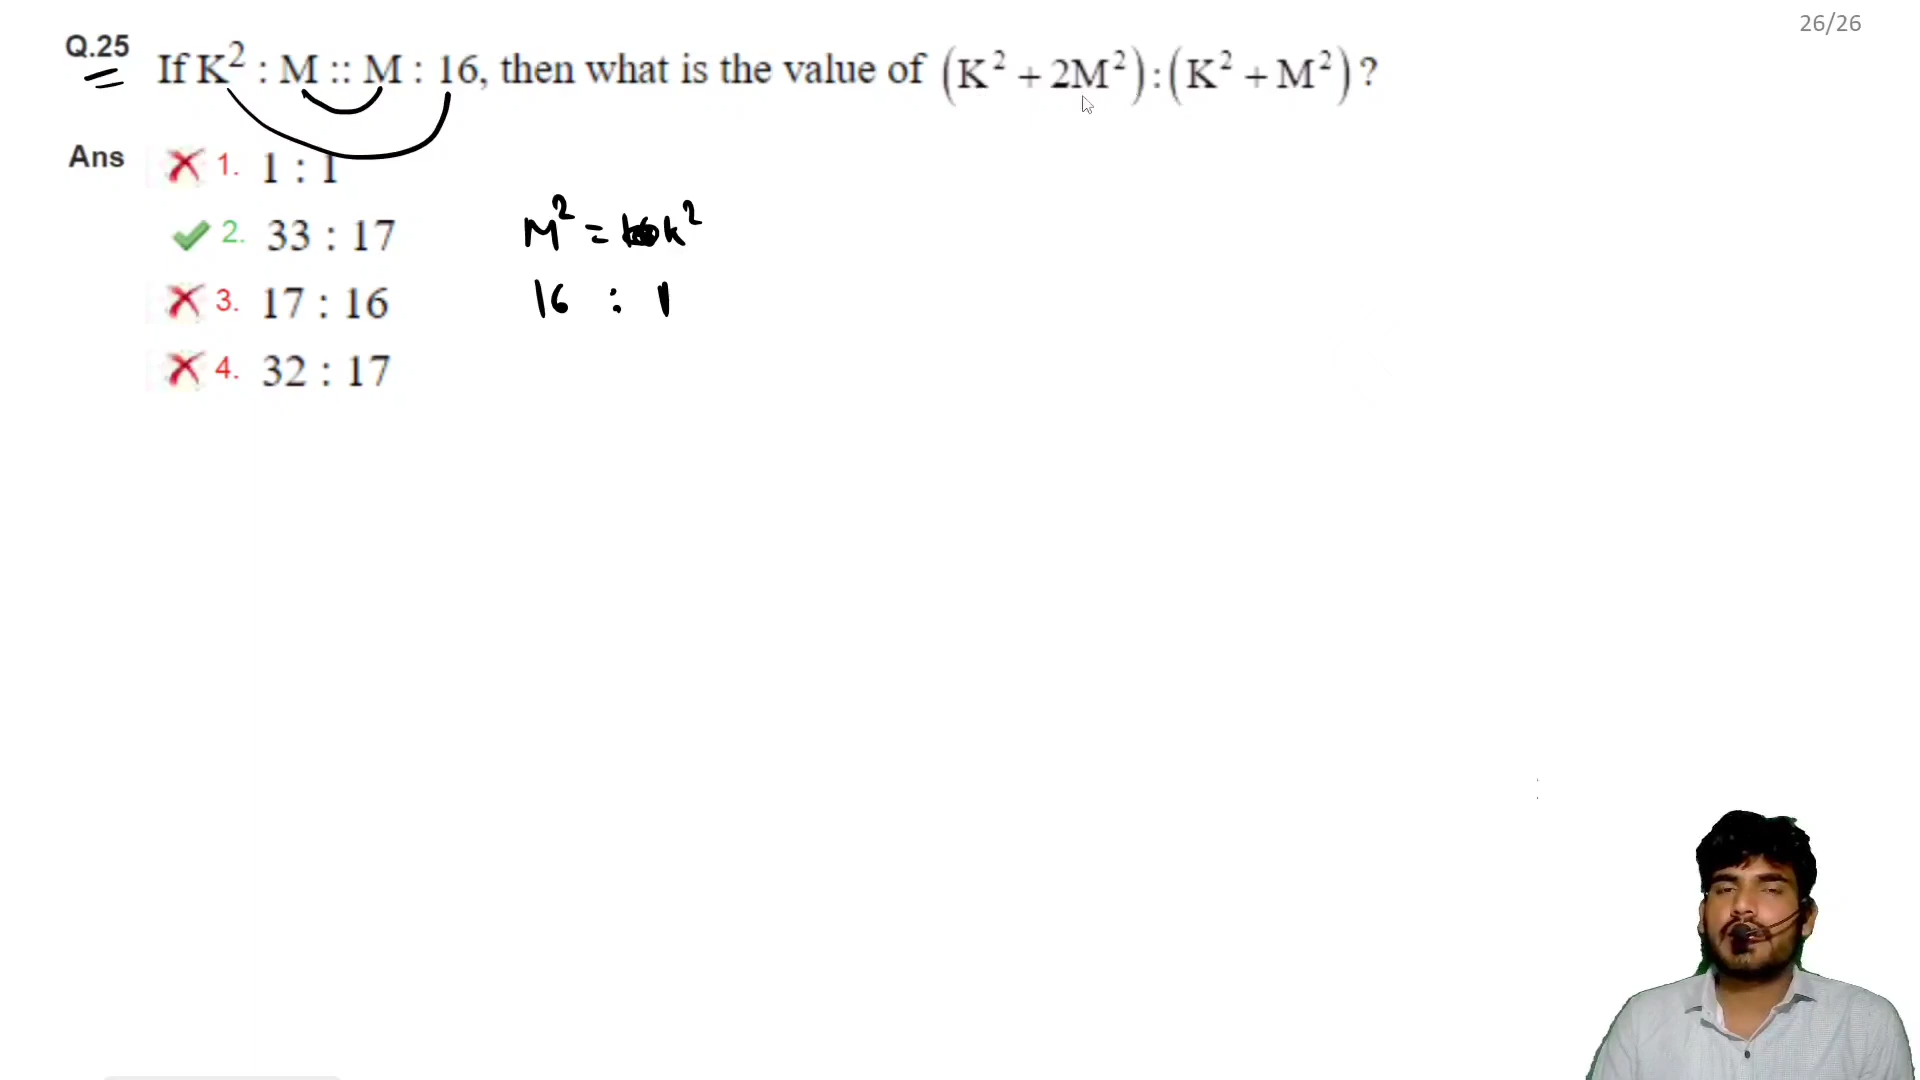 26/26
Q.25 If K² : M :: M : 16, then what is the value of (K² + 2M²) : (K² + M²) ?
Ans 1. 1 : 1
2. 33 : 17
3. 17 : 16
4. 32 : 17
M² = K²
16 : 1